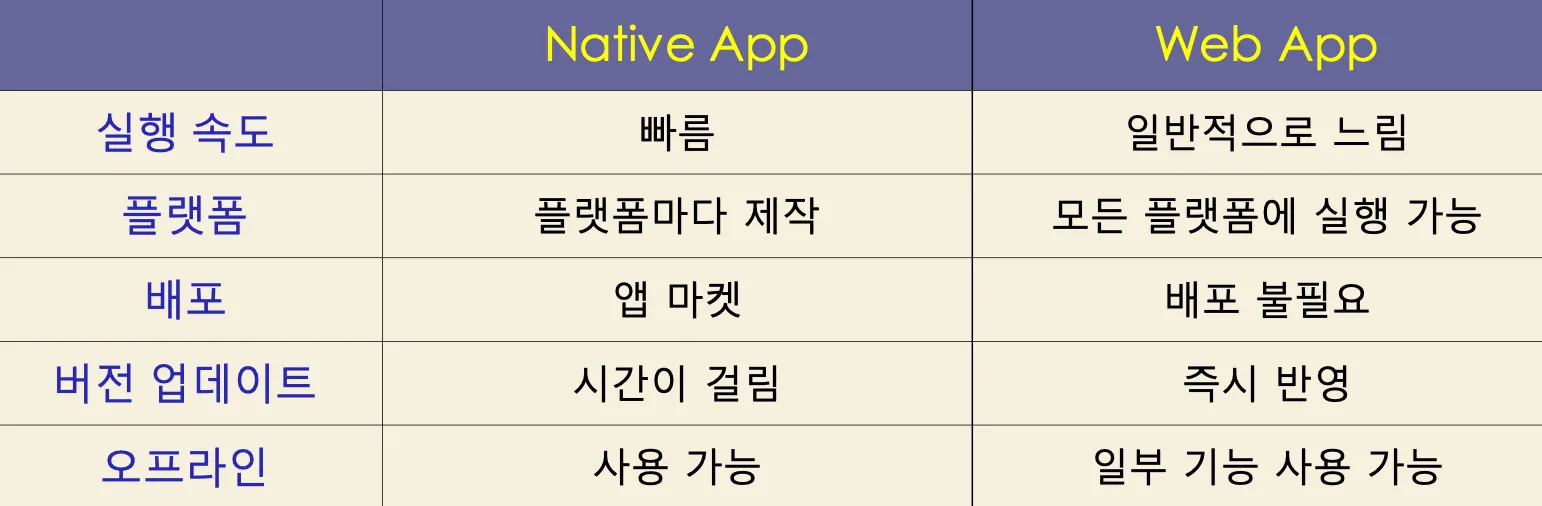 Native App Web App
실행 속도 빠름 일반적으로 느림
플랫폼 플랫폼마다 제작 모든 플랫폼에 실행 가능
배포 앱 마켓 배포 불필요
버전 업데이트 시간이 걸림 즉시 반영
오프라인 사용 가능 일부 기능 사용 가능